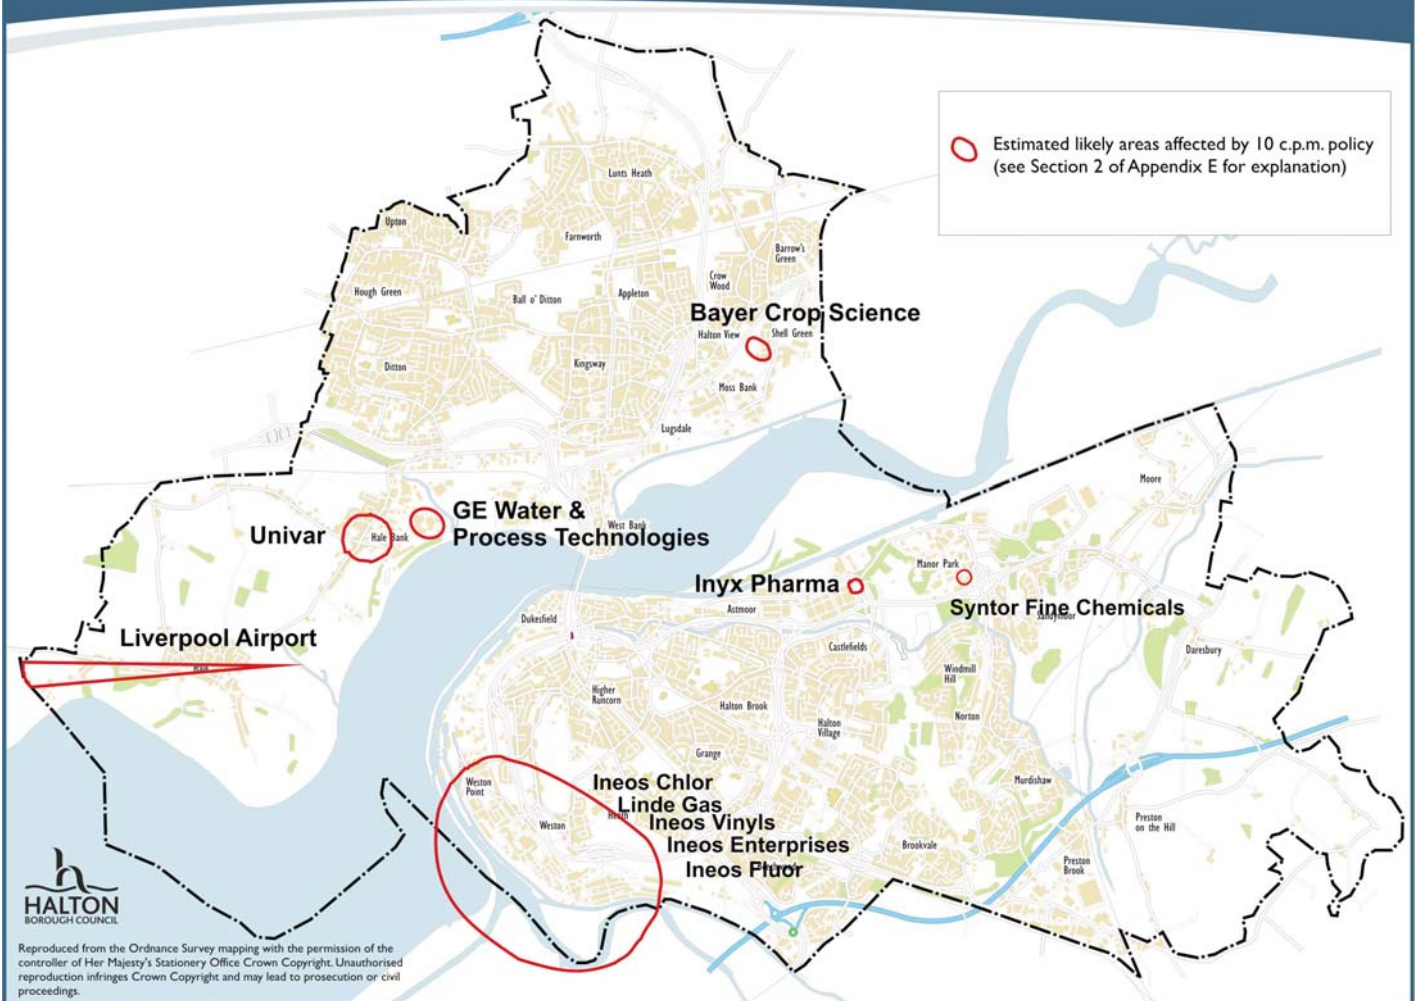 Estimated likely areas affected by 10 c.p.m. policy
(see Section 2 of Appendix E for explanation)
Lunts Heath
Upton
Farnworth
Barrow's
Green
Crow
Wood
Hough Green
Ball o' Ditton
Appleton
Bayer Crop Science
Halton View
Shell Green
Ditton
Kingsway
Moss Bank
Lugsdale
Moore
GE Water &
Process Technologies
Univar
Hale Bank
West Bank
Manor Park
Inyx Pharma
Astmoor
Syntor Fine Chemicals
Sandymoor
Dukesfield
Liverpool Airport
Castlefields
Daresbury
Windmill
Hill
Higher
Runcorn
Halton Brook
Norton
Halton
Village
Grange
Weston
Point
Ineos Chlor
Linde Gas
Heath
Ineos Vinyls
Weston
Murdishaw
Preston
on the Hill
Ineos Enterprises
Brookvale
Ineos Fluor
Preston
Brook
h
HALTON
BOROUGH COUNCIL
Reproduced from the Ordnance Survey mapping with the permission of the
controller of Her Majesty's Stationery Office Crown Copyright. Unauthorised
reproduction infringes Crown Copyright and may lead to prosecution or civil
proceedings.